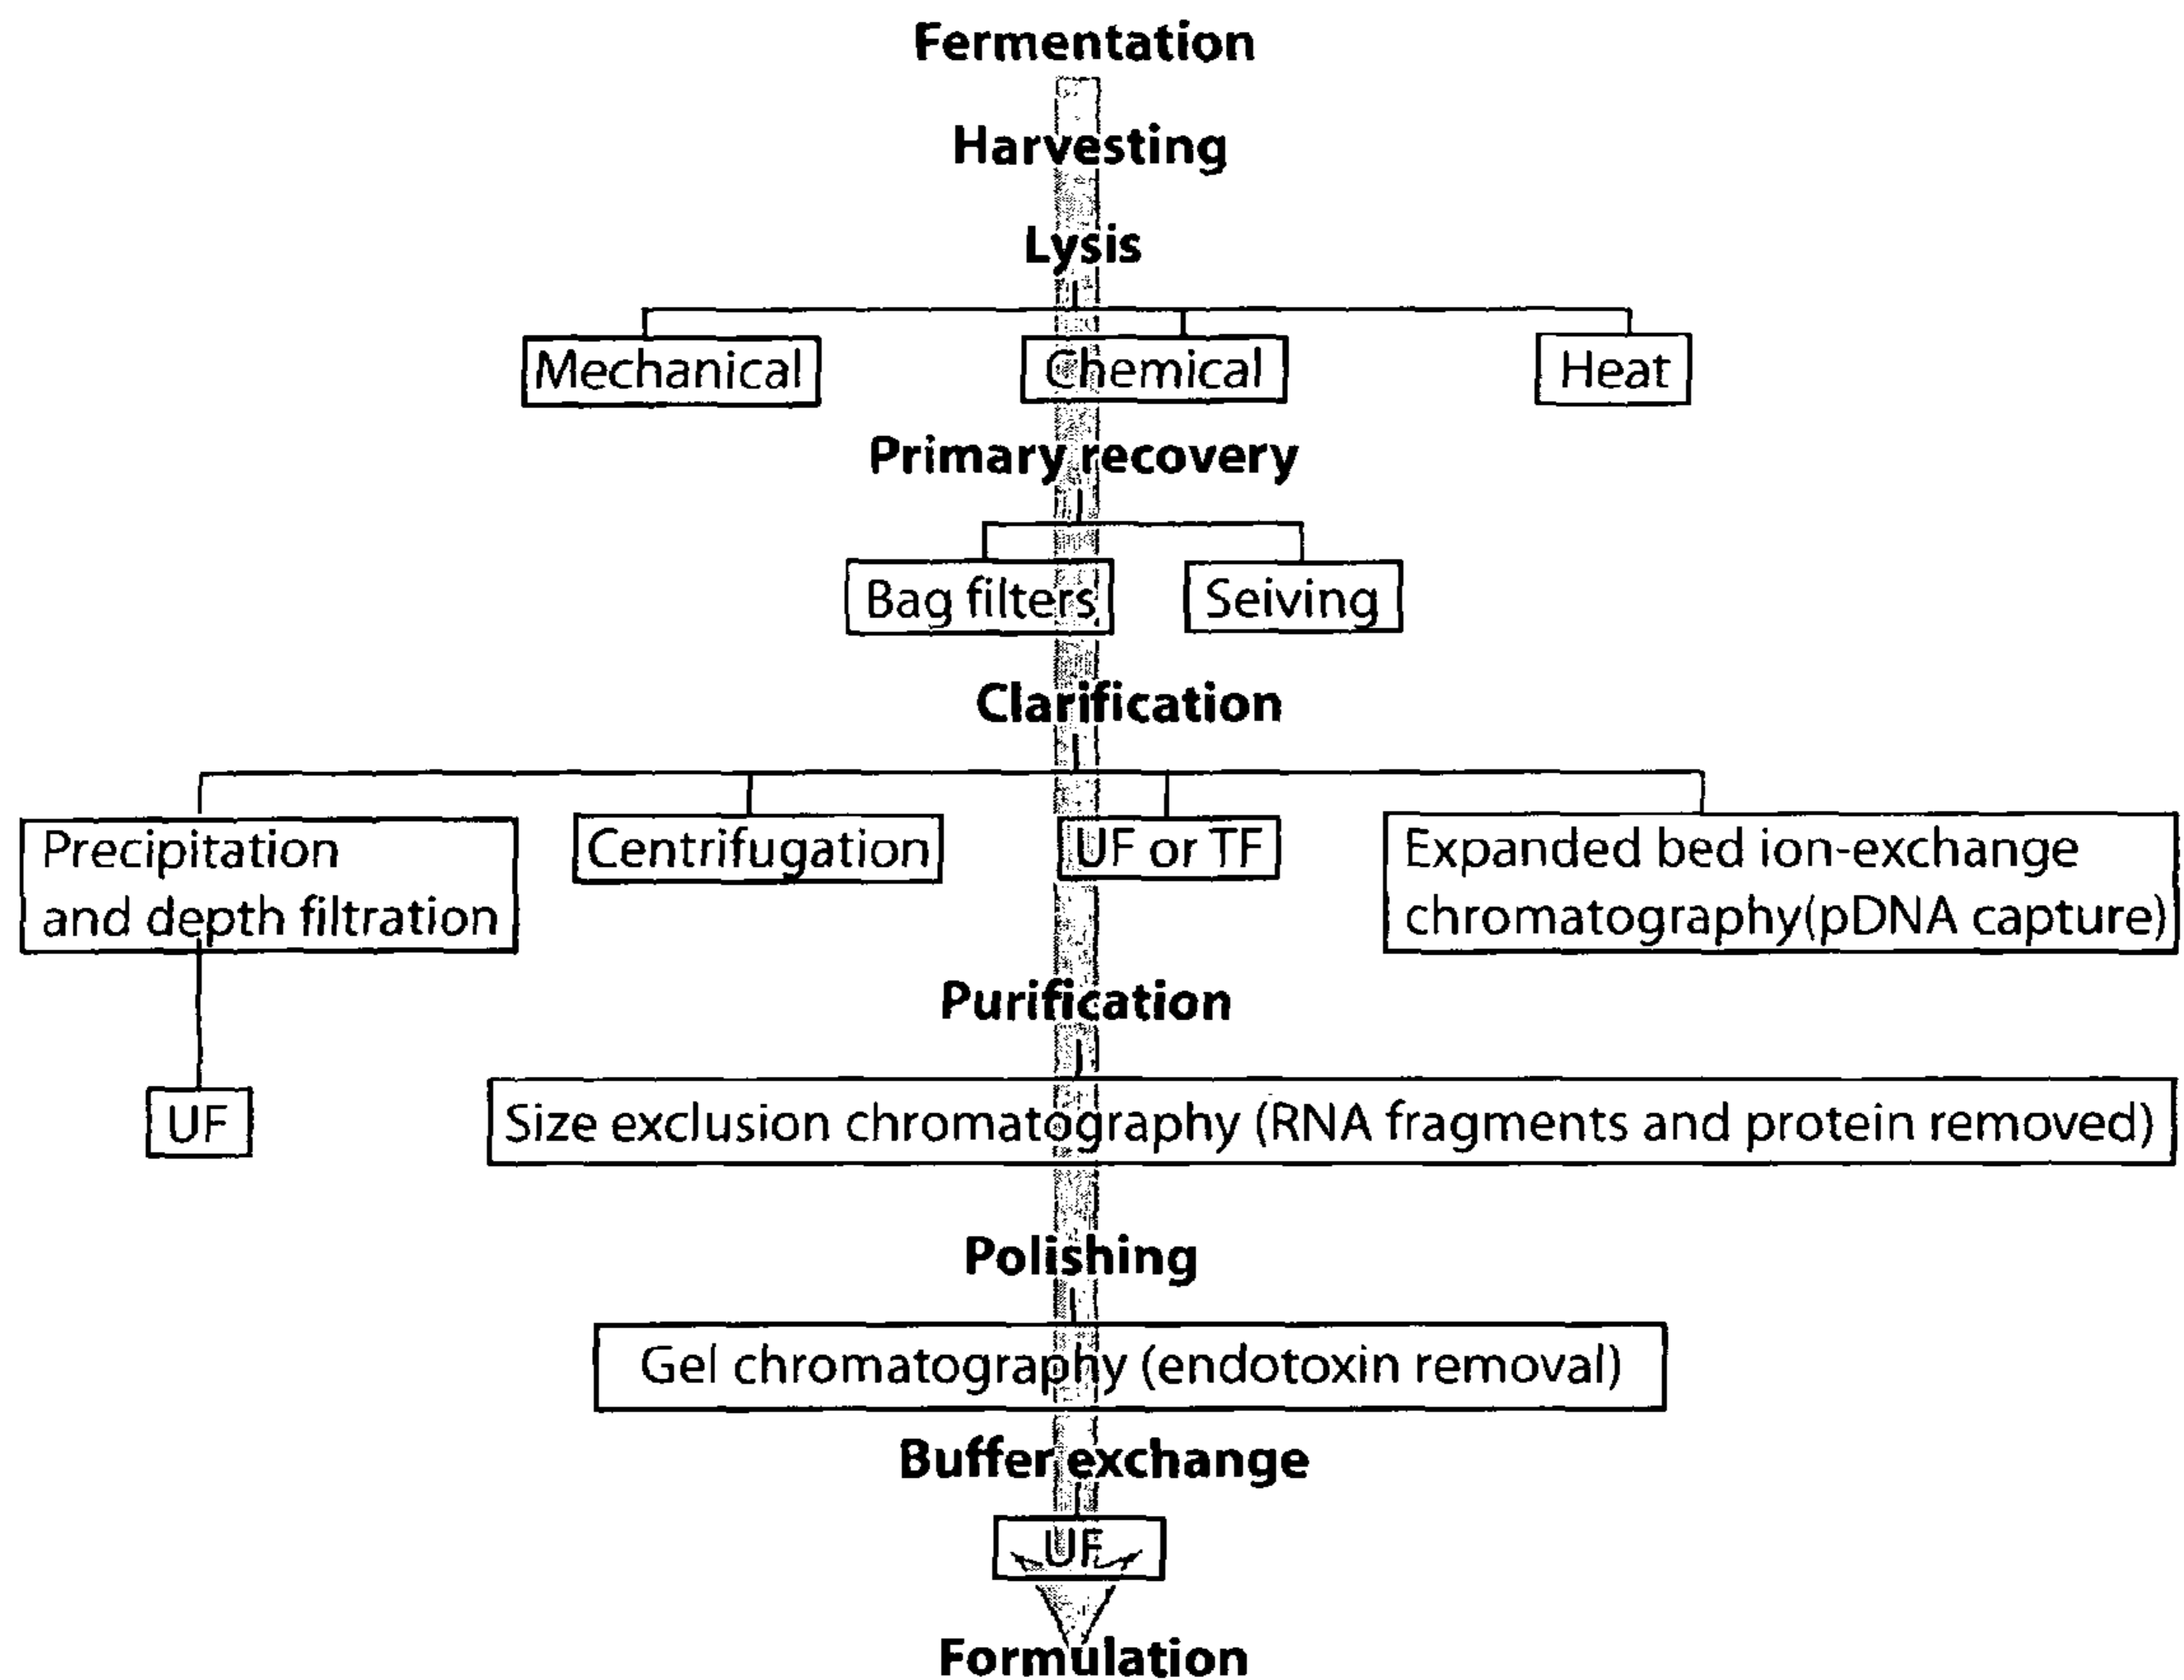 Fermentation
Harvesting
Lysis
Mechanical
Chemical
Heat
Primary recovery
Bag filters
Seiving
Clarification
Precipitation
and depth filtration
Centrifugation
UF or TF
Expanded bed ion-exchange
chromatography(pDNA capture)
Purification
UF
Size exclusion chromatography (RNA fragments and protein removed)
Polishing
Gel chromatography (endotoxin removal)
Buffer exchange
UF
Formulation